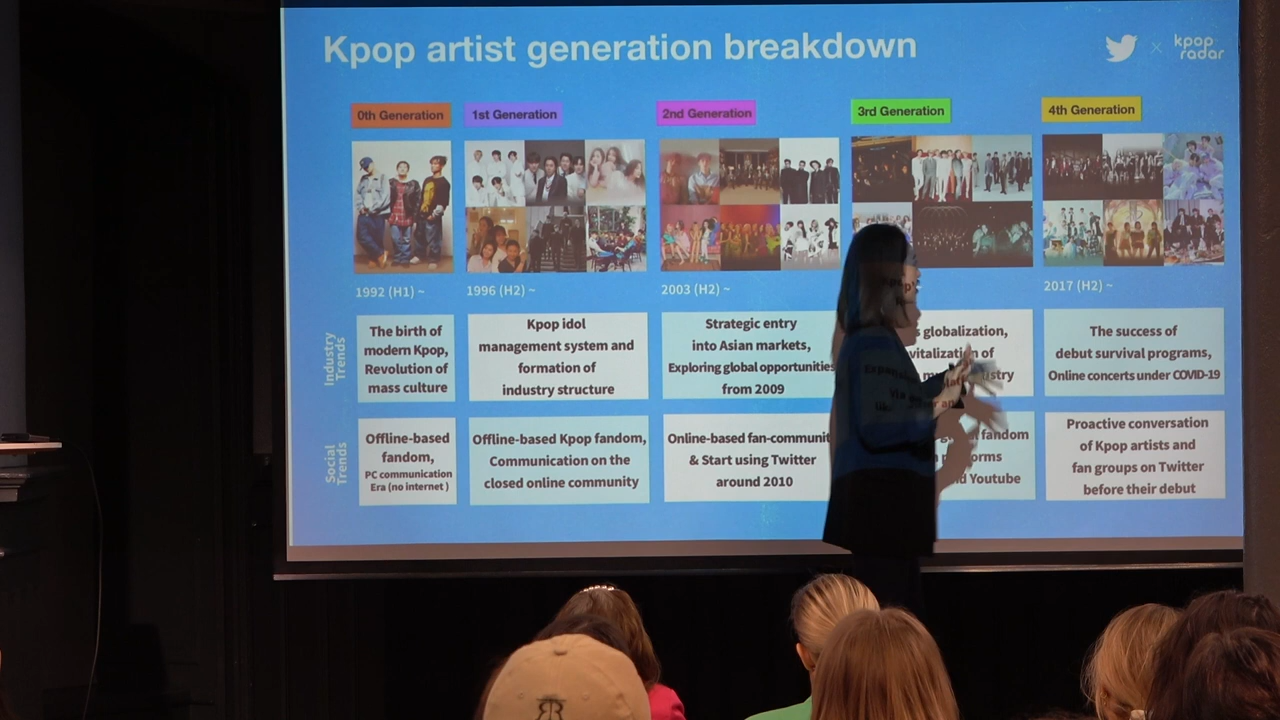 Kpop artist generation breakdown
× kpop
radar
0th Generation
1st Generation
2nd Generation
3rd Generation
4th Generation
1992 (H1) ~
1996 (H2) ~
2003 (H2) ~
2017 (H2) ~
Industry
Trends
The birth of
modern Kpop,
Revolution of
mass culture
Kpop idol
management system and
formation of
industry structure
Strategic entry
into Asian markets,
Exploring global opportunities
from 2009
globalization,
of
The success of
debut survival programs,
Online concerts under COVID-19
Social
Trends
Offline-based
fandom,
PC communication
Era (no internet )
Offline-based Kpop fandom,
Communication on the
closed online community
Online-based fan-communit
& Start using Twitter
around 2010
fandom
Youtube
Proactive conversation
of Kpop artists and
fan groups on Twitter
before their debut